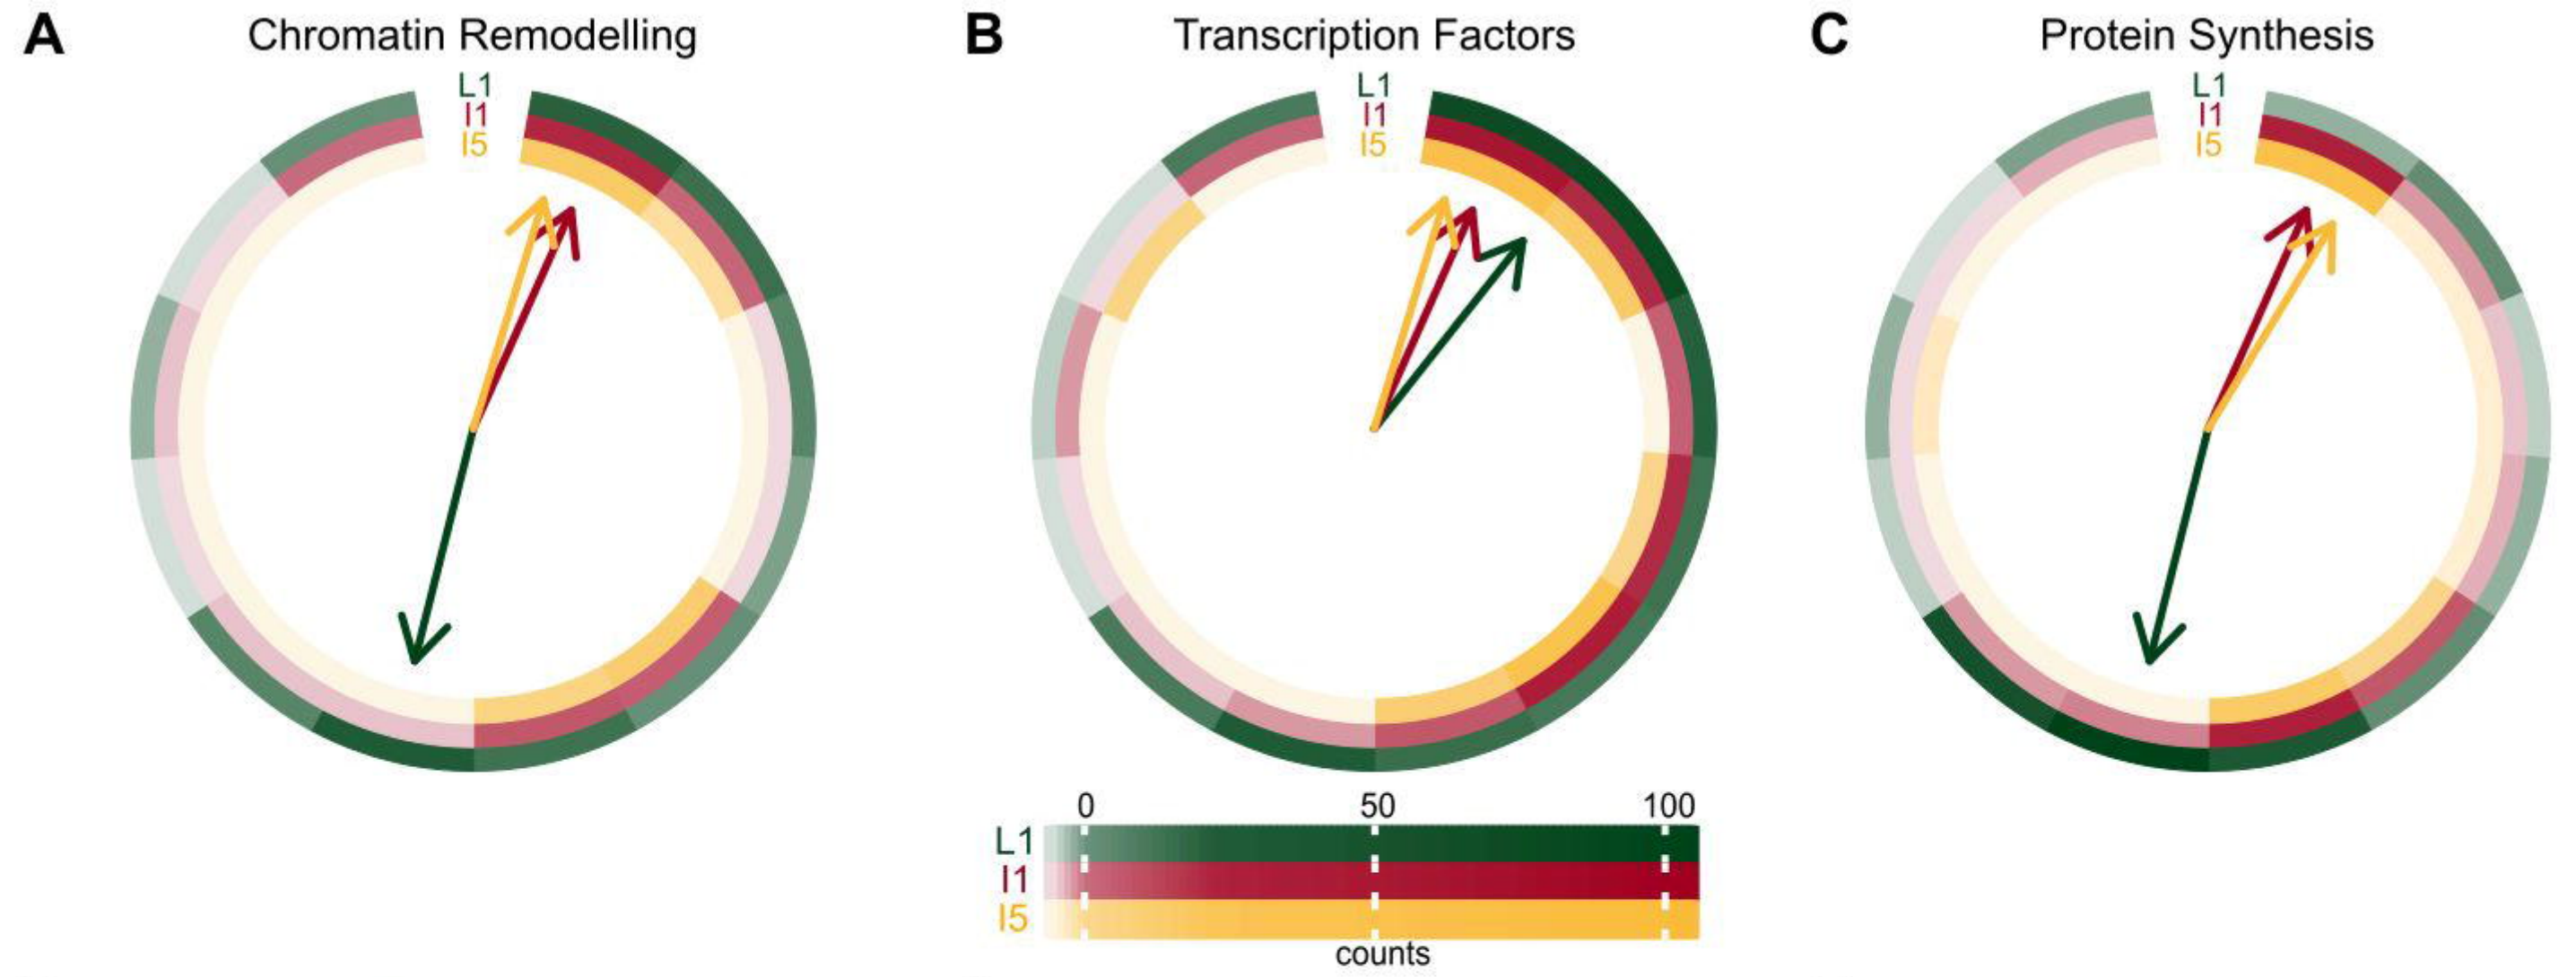 A Chromatin Remodelling
L1
I1
I5
B Transcription Factors
L1
I1
I5
C Protein Synthesis
L1
I1
I5
0 50 100
L1
I1
I5
counts